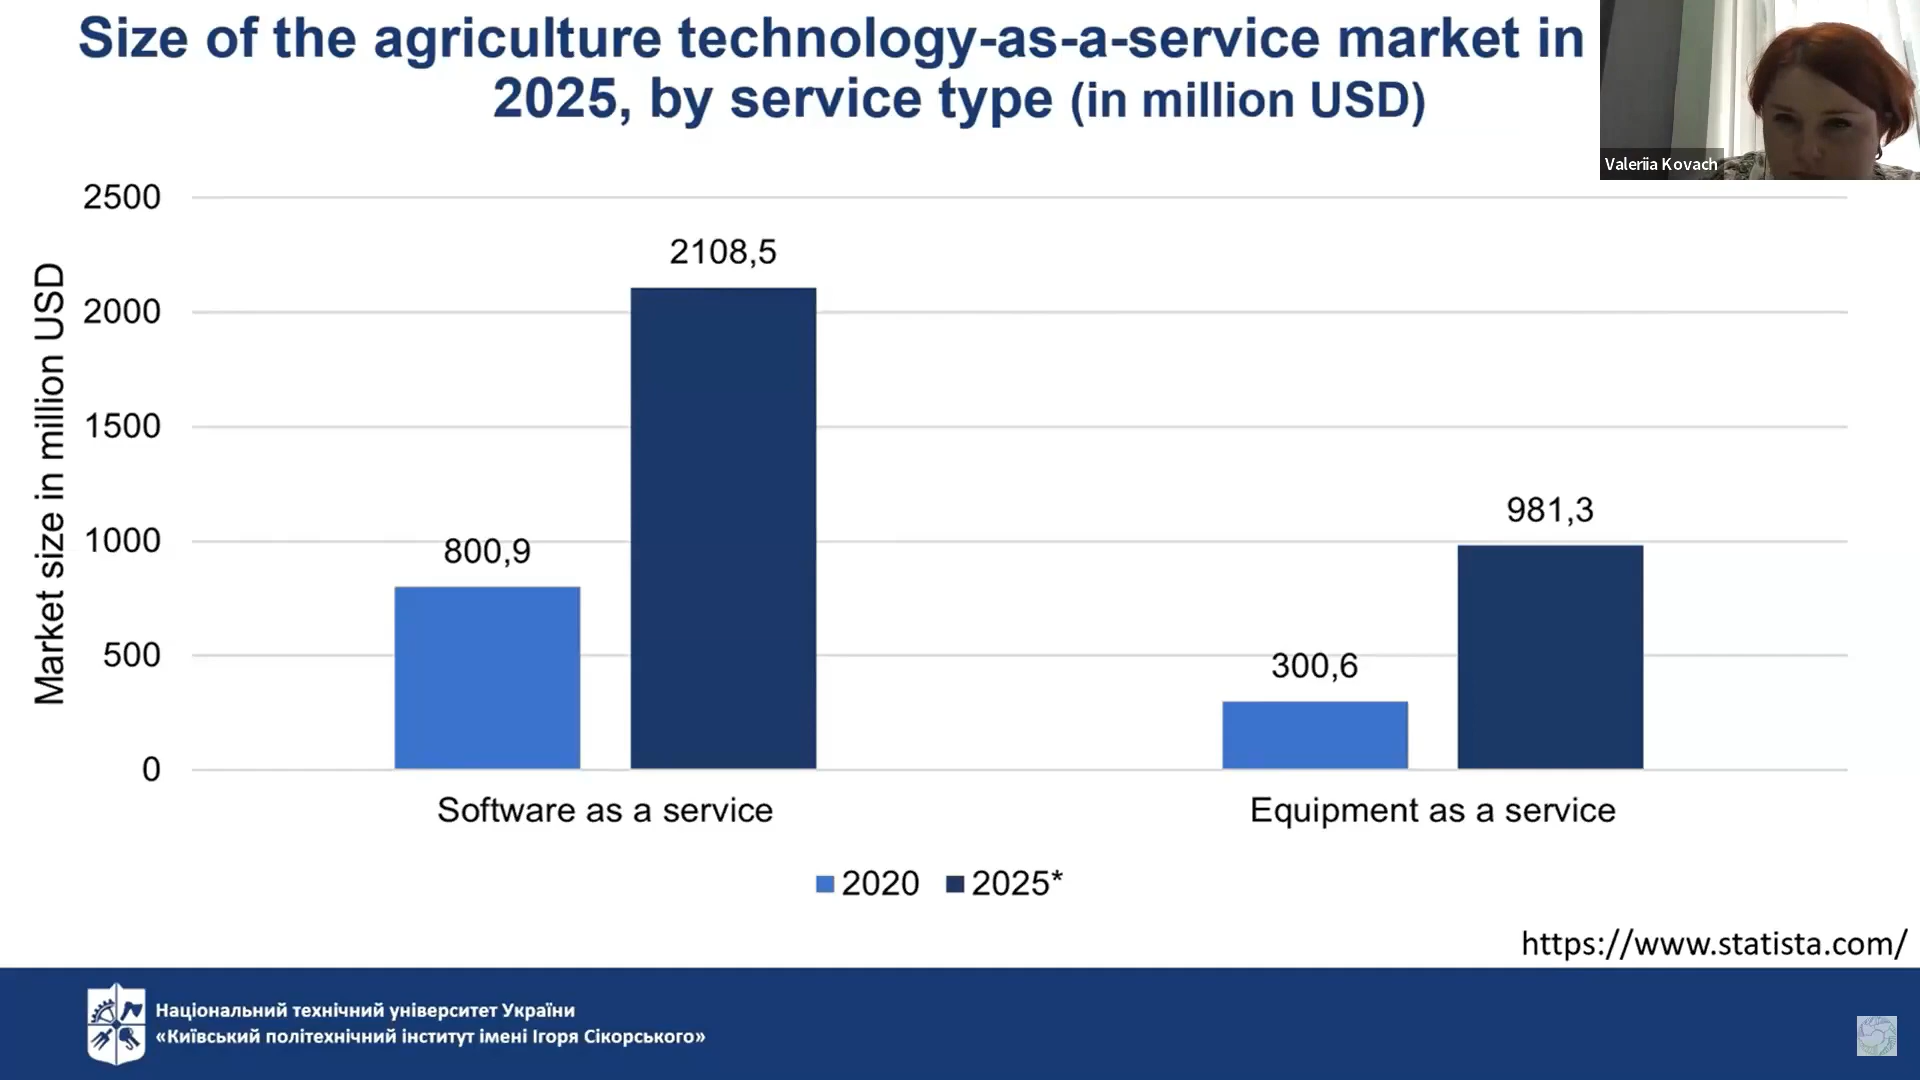 Size of the agriculture technology-as-a-service market in
2025, by service type (in million USD)
Valeriia Kovach
Market size in million USD
2500
2000
1500
1000
500
0
2108,5
800,9
981,3
300,6
Software as a service
Equipment as a service
2020
2025*
https://www.statista.com/
Національний технічний університет України
«Київський політехнічний інститут імені Ігоря Сікорського»